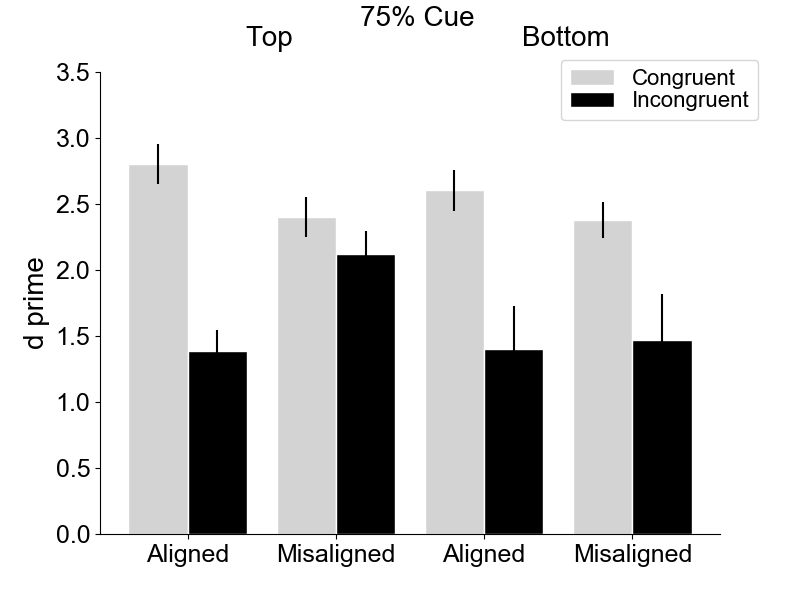 75% Cue
Top
Bottom
Congruent
Incongruent
d prime
3.5
3.0
2.5
2.0
1.5
1.0
0.5
0.0
Aligned
Misaligned
Aligned
Misaligned